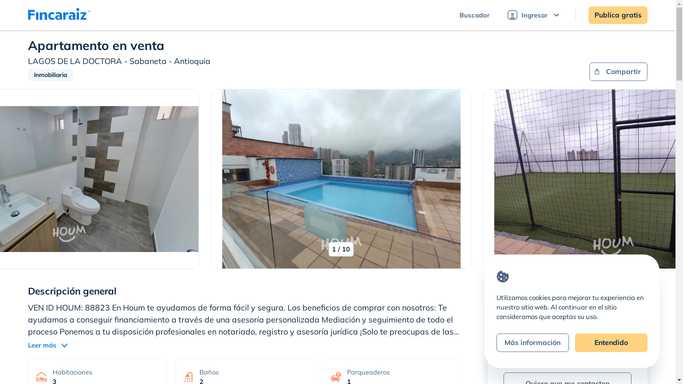 Fincaraiz
Buscador
Ingresar
Publica gratis
Apartamento en venta
LAGOS DE LA DOCTORA - Sabaneta - Antioquia
Inmobiliaria
Compartir
HOUM
HOUM
1 / 10
HOUM
Descripción general
VEN ID HOUM: 88823 En Houm te ayudamos de forma fácil y segura. Los beneficios de comprar con nosotros: Te
ayudamos a conseguir financiamiento a través de una asesoría personalizada Mediación y seguimiento de todo el
proceso Ponemos a tu disposición profesionales en notariado, registro y asesoría jurídica ¡Solo te preocupas de las...
Leer más
Habitaciones
3
Baños
2
Parqueaderos
1
Utilizamos cookies para mejorar tu experiencia en
nuestro sitio web. Al continuar en el sitio
consideramos que aceptas su uso.
Más información
Entendido
Quiero que me contacten